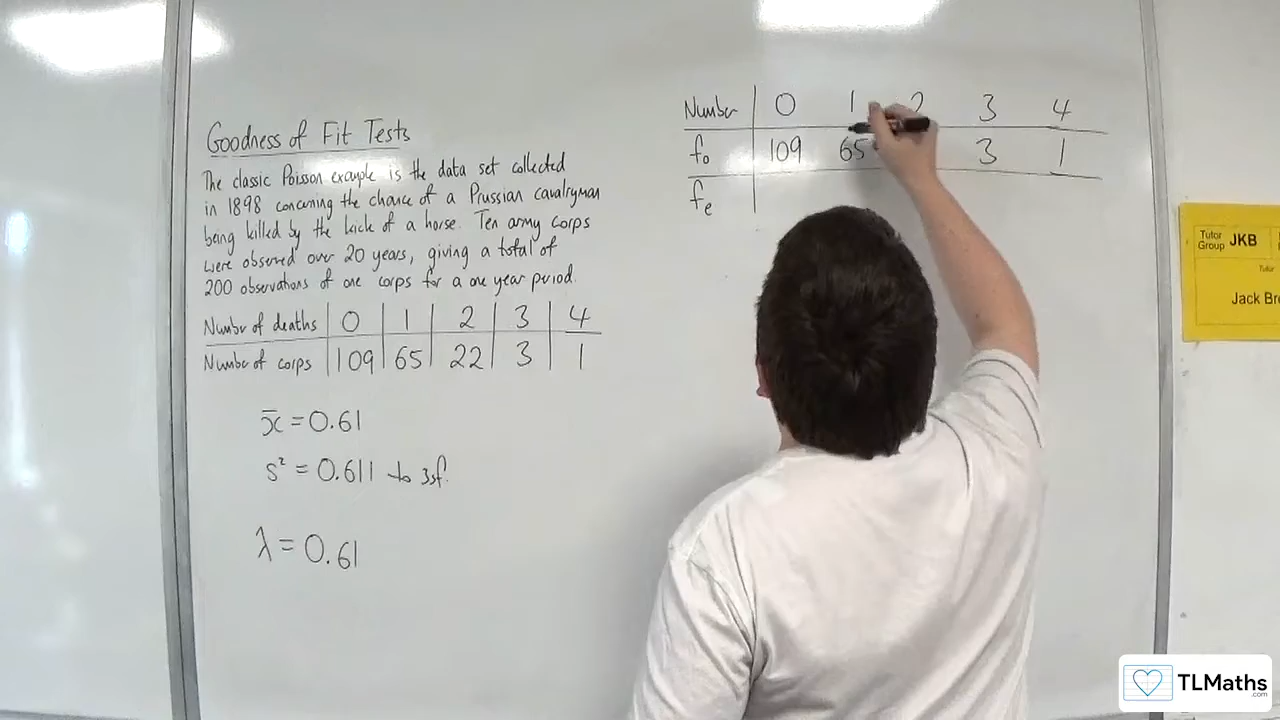 Goodness of Fit Tests
The classic Poisson example is the data set collected
in 1898 concerning the chance of a Prussian cavalryman
being killed by the kick of a horse. Ten army corps
were observed over 20 years, giving a total of
200 observations of one corps for a one year period.
Number of deaths 0 1 2 3 4
Number of corps 109 65 22 3 1
x̄ = 0.61
s² = 0.611 to 3sf.
λ = 0.61
Number 0 1 2 3 4
fo 109 65 3 1
fe
Tutor
Group JKB
Tutor
TLMaths
.com